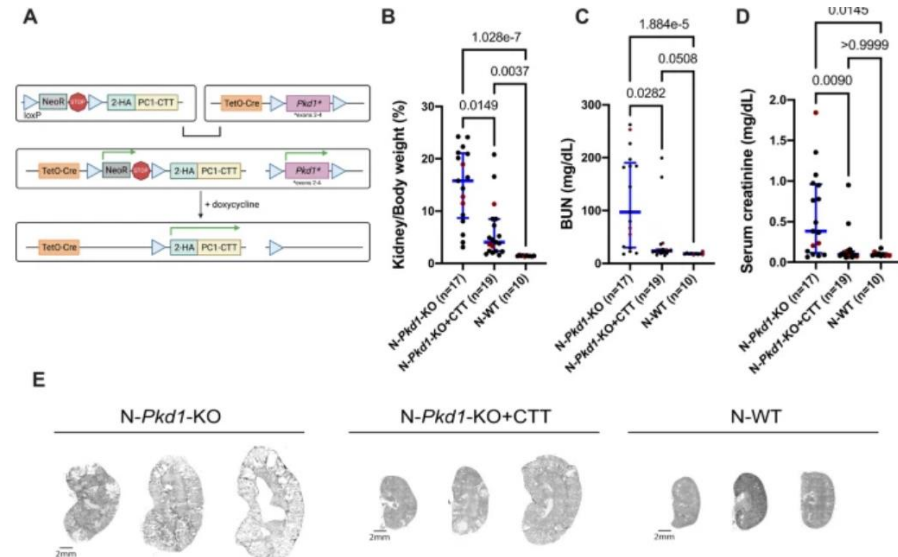 A
B
C
D
NeoR STOP 2-HA PC1-CTT
loxP
TetO-Cre Pkd1*
TetO-Cre NeoR STOP 2-HA PC1-CTT Pkd1*
+ doxycycline
TetO-Cre 2-HA PC1-CTT
1.028e-7
0.0037
0.0149
Kidney/Body weight (%)
30
20
10
0
N-Pkd1-KO (n=17)
N-Pkd1-KO+CTT (n=19)
N-WT (n=10)
1.884e-5
0.0508
0.0282
BUN (mg/dL)
300
200
100
0
N-Pkd1-KO (n=17)
N-Pkd1-KO+CTT (n=19)
N-WT (n=10)
0.0145
>0.9999
0.0090
Serum creatinine (mg/dL)
2.0
1.5
1.0
0.5
0.0
N-Pkd1-KO (n=17)
N-Pkd1-KO+CTT (n=19)
N-WT (n=10)
E
N-Pkd1-KO
N-Pkd1-KO+CTT
N-WT
2mm
2mm
2mm